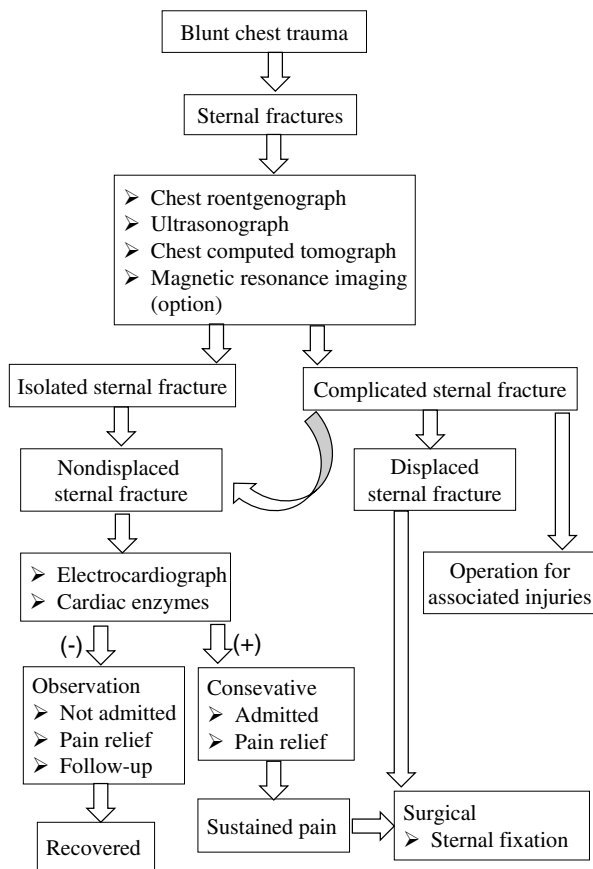 Blunt chest trauma
Sternal fractures
➢ Chest roentgenograph
➢ Ultrasonograph
➢ Chest computed tomograph
➢ Magnetic resonance imaging
(option)
Isolated sternal fracture
Complicated sternal fracture
Nondisplaced
sternal fracture
Displaced
sternal fracture
➢ Electrocardiograph
➢ Cardiac enzymes
Operation for
associated injuries
(-)
(+)
Observation
➢ Not admitted
➢ Pain relief
➢ Follow-up
Consevative
➢ Admitted
➢ Pain relief
Recovered
Sustained pain
Surgical
➢ Sternal fixation